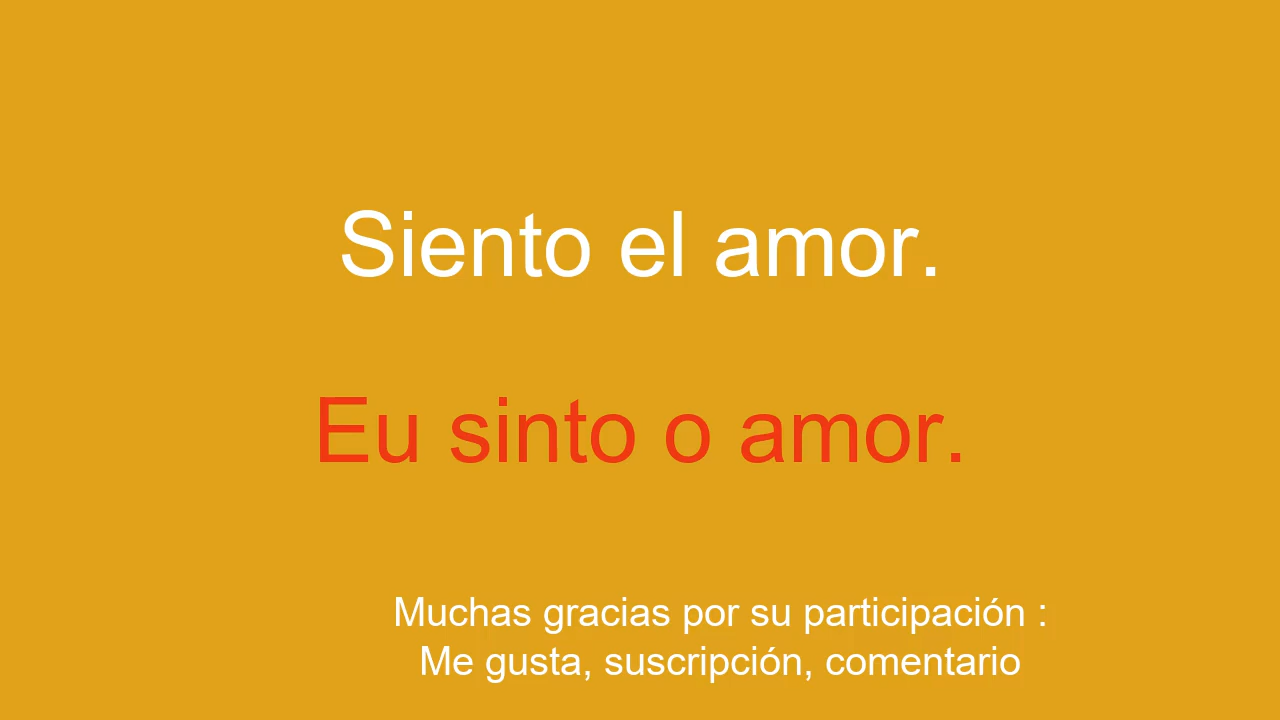 Siento el amor.
Eu sinto o amor.
Muchas gracias por su participación :
Me gusta, suscripción, comentario